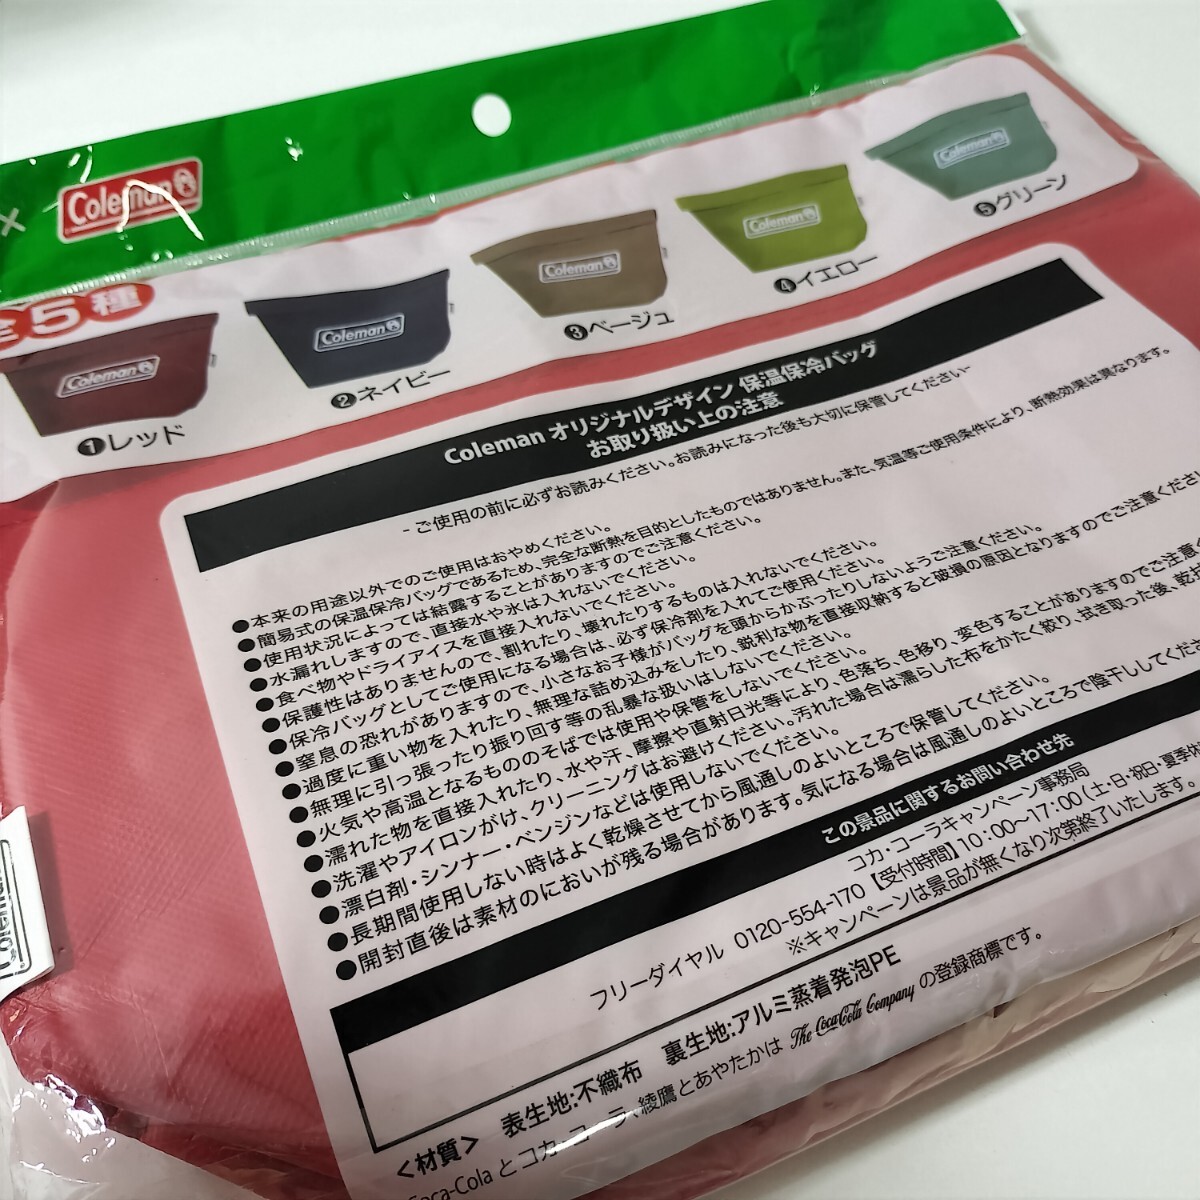 ×
Coleman
全5種
Coleman
Coleman
Coleman
Coleman
Coleman
❶レッド
❷ネイビー
❸ベージュ
❹イエロー
❺グリーン
Coleman オリジナルデザイン 保温保冷バッグ
お取り扱い上の注意
- ご使用の前に必ずお読みください。お読みになった後も大切に保管してください-
●本来の用途以外でのご使用はおやめください。
●簡易式の保温保冷バッグであるため、完全な断熱を目的としたものではありません。また、気温等ご使用条件により、断熱効果は異なります。
●使用状況によっては結露することがありますのでご注意ください。
●水漏れしますので、直接水や氷は入れないでください。
●食べ物やドライアイスを直接入れないでください。
●保護性はありませんので、割れたり、壊れたりするものは入れないでください。
●保冷バッグとしてご使用になる場合は、必ず保冷剤を入れてご使用ください。
●窒息の恐れがありますので、小さなお子様がバッグを頭からかぶったりしないようご注意ください。
●過度に重い物を入れたり、無理な詰め込みをしたり、鋭利な物を直接収納すると破損の原因となりますのでご注意くださ
●無理に引っ張ったり振り回す等の乱暴な扱いはしないでください。
●火気や高温となるもののそばでは使用や保管をしないでください。
●濡れた物を直接入れたり、水や汗、摩擦や直射日光等により、色落ち、色移り、変色することがありますのでご注意く
●洗濯やアイロンがけ、クリーニングはお避けください。汚れた場合は濡らした布をかたく絞り、拭き取った後、乾拭
●漂白剤・シンナー・ベンジンなどは使用しないでください。
●長期間使用しない時はよく乾燥させてから風通しのよいところで保管してください。
●開封直後は素材のにおいが残る場合があります。気になる場合は風通しのよいところで陰干ししてくださ
この景品に関するお問い合わせ先
コカ・コーラキャンペーン事務局
フリーダイヤル 0120-554-170【受付時間】10:00〜17:00(土・日・祝日・夏季休
※キャンペーンは景品が無くなり次第終了いたします。
<材質> 表生地:不織布 裏生地:アルミ蒸着発泡PE
Coca-Cola とコカ・コーラ、綾鷹とあやたかは The Coca-Cola Company の登録商標です。
Coleman